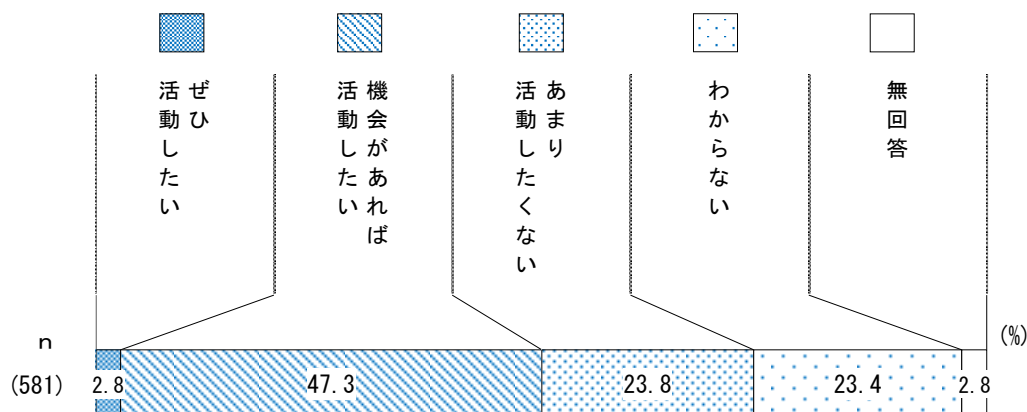 ぜひ
活動したい
機会があれば
活動したい
あまり
活動したくない
わからない
無回答
n
(%)
(581)
2.8
47.3
23.8
23.4
2.8